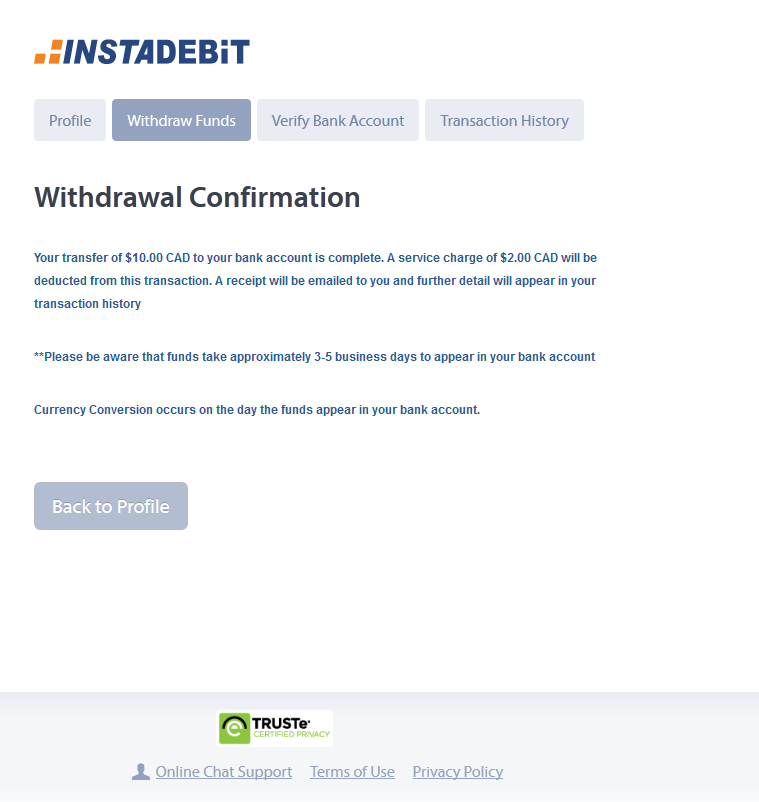 INSTADEBIT
Profile
Withdraw Funds
Verify Bank Account
Transaction History
Withdrawal Confirmation
Your transfer of $10.00 CAD to your bank account is complete. A service charge of $2.00 CAD will be
deducted from this transaction. A receipt will be emailed to you and further detail will appear in your
transaction history
**Please be aware that funds take approximately 3-5 business days to appear in your bank account
Currency Conversion occurs on the day the funds appear in your bank account.
Back to Profile
TRUSTe
CERTIFIED PRIVACY
Online Chat Support
Terms of Use
Privacy Policy